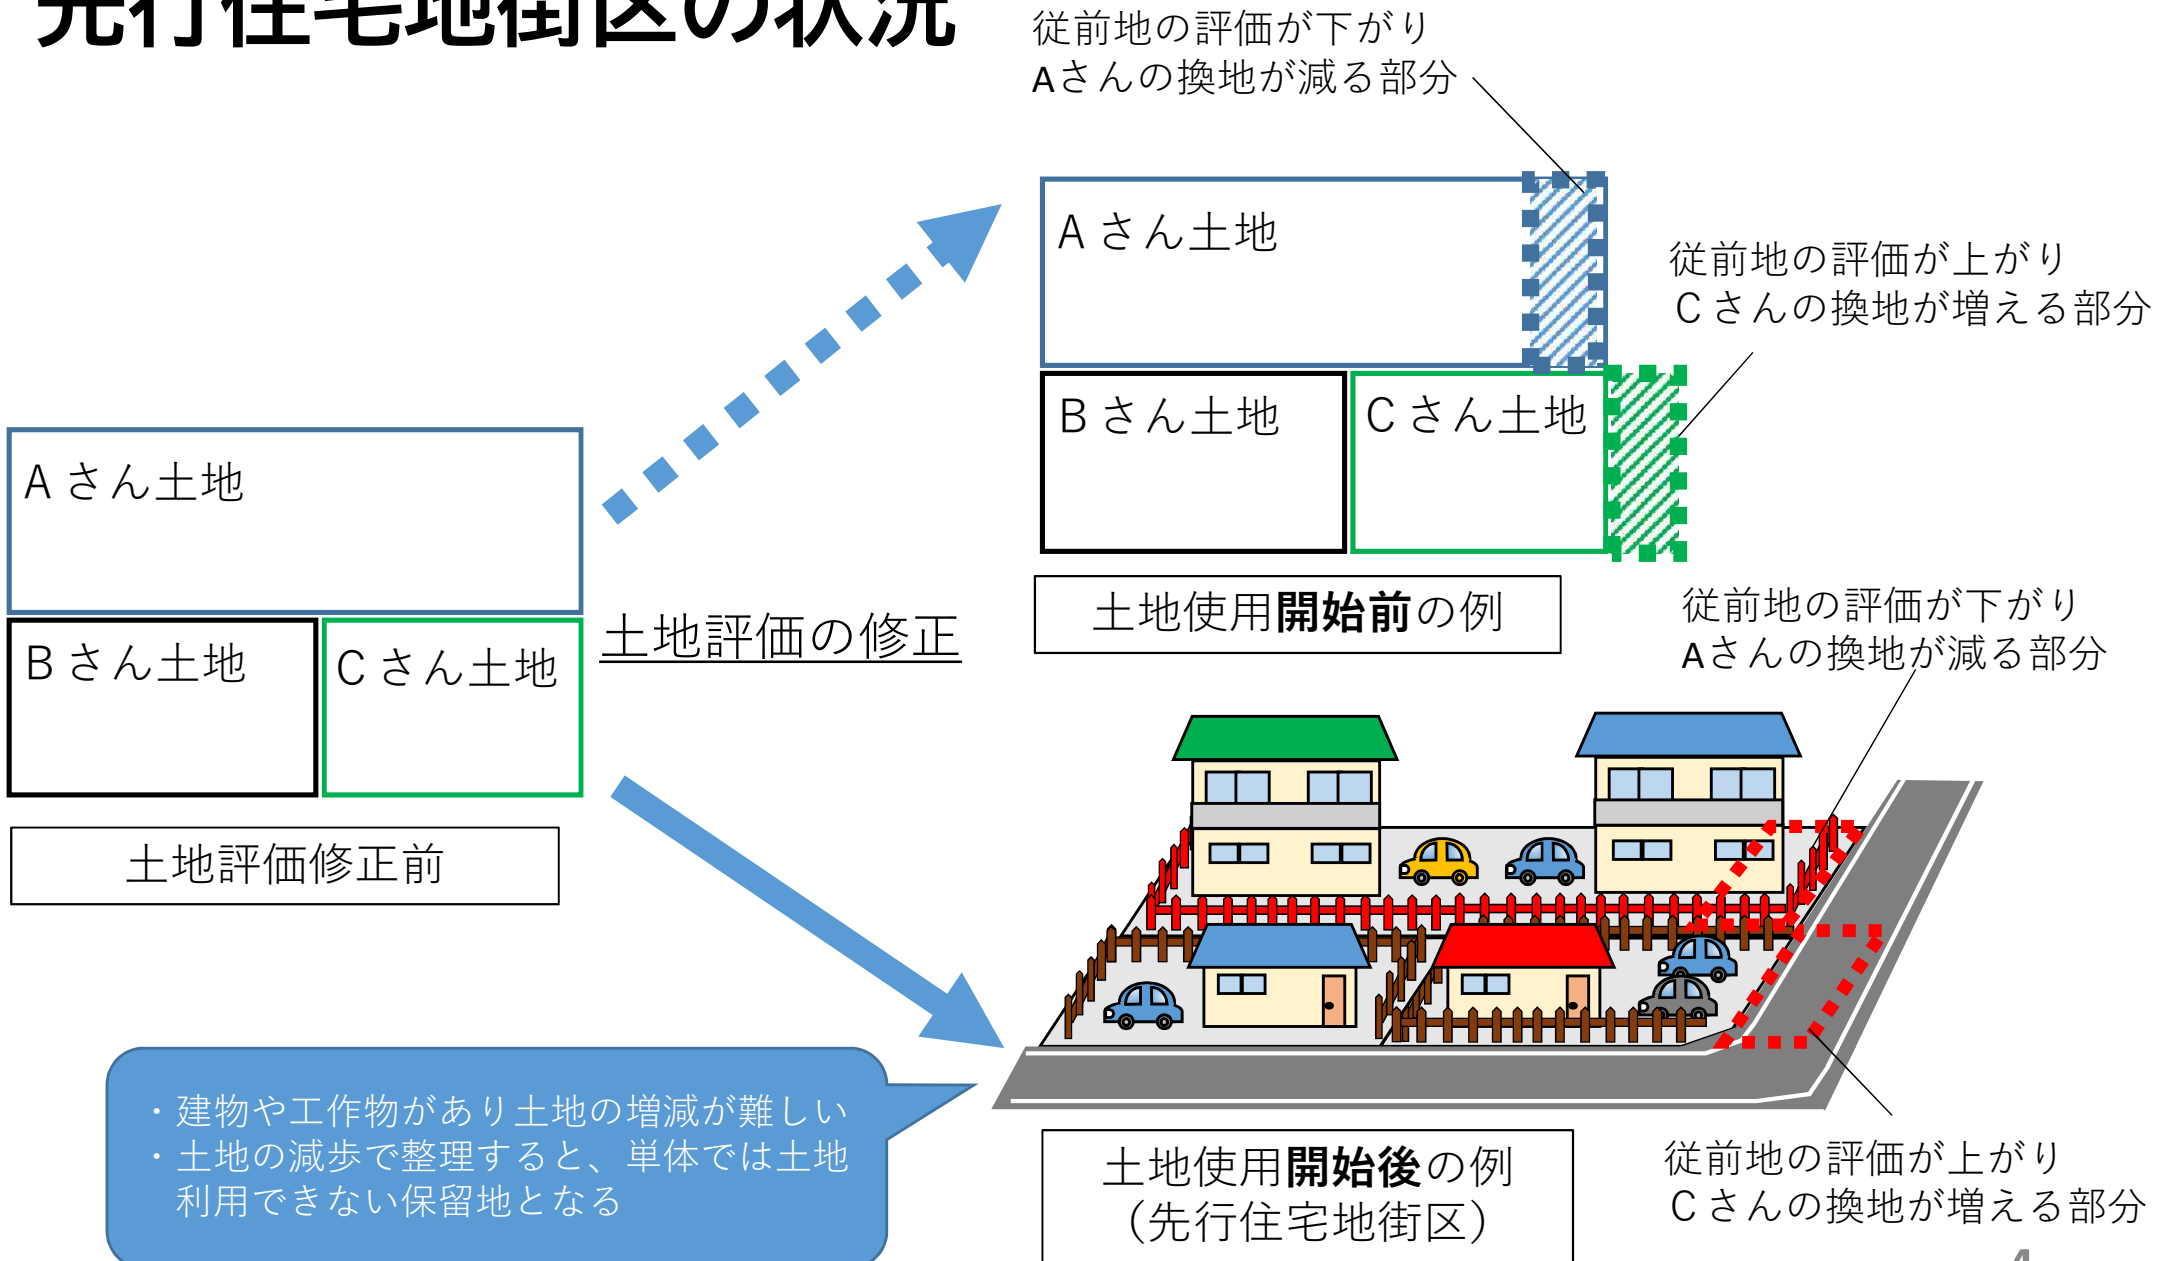 先行住宅地街区の状況
従前地の評価が下がり
Aさんの換地が減る部分
Aさん土地
従前地の評価が上がり
Cさんの換地が増える部分
Bさん土地
Cさん土地
土地使用開始前の例
Aさん土地
Bさん土地
Cさん土地
土地評価修正前
土地評価の修正
従前地の評価が下がり
Aさんの換地が減る部分
・建物や工作物があり土地の増減が難しい
・土地の減歩で整理すると、単体では土地
利用できない保留地となる
土地使用開始後の例
（先行住宅地街区）
従前地の評価が上がり
Cさんの換地が増える部分